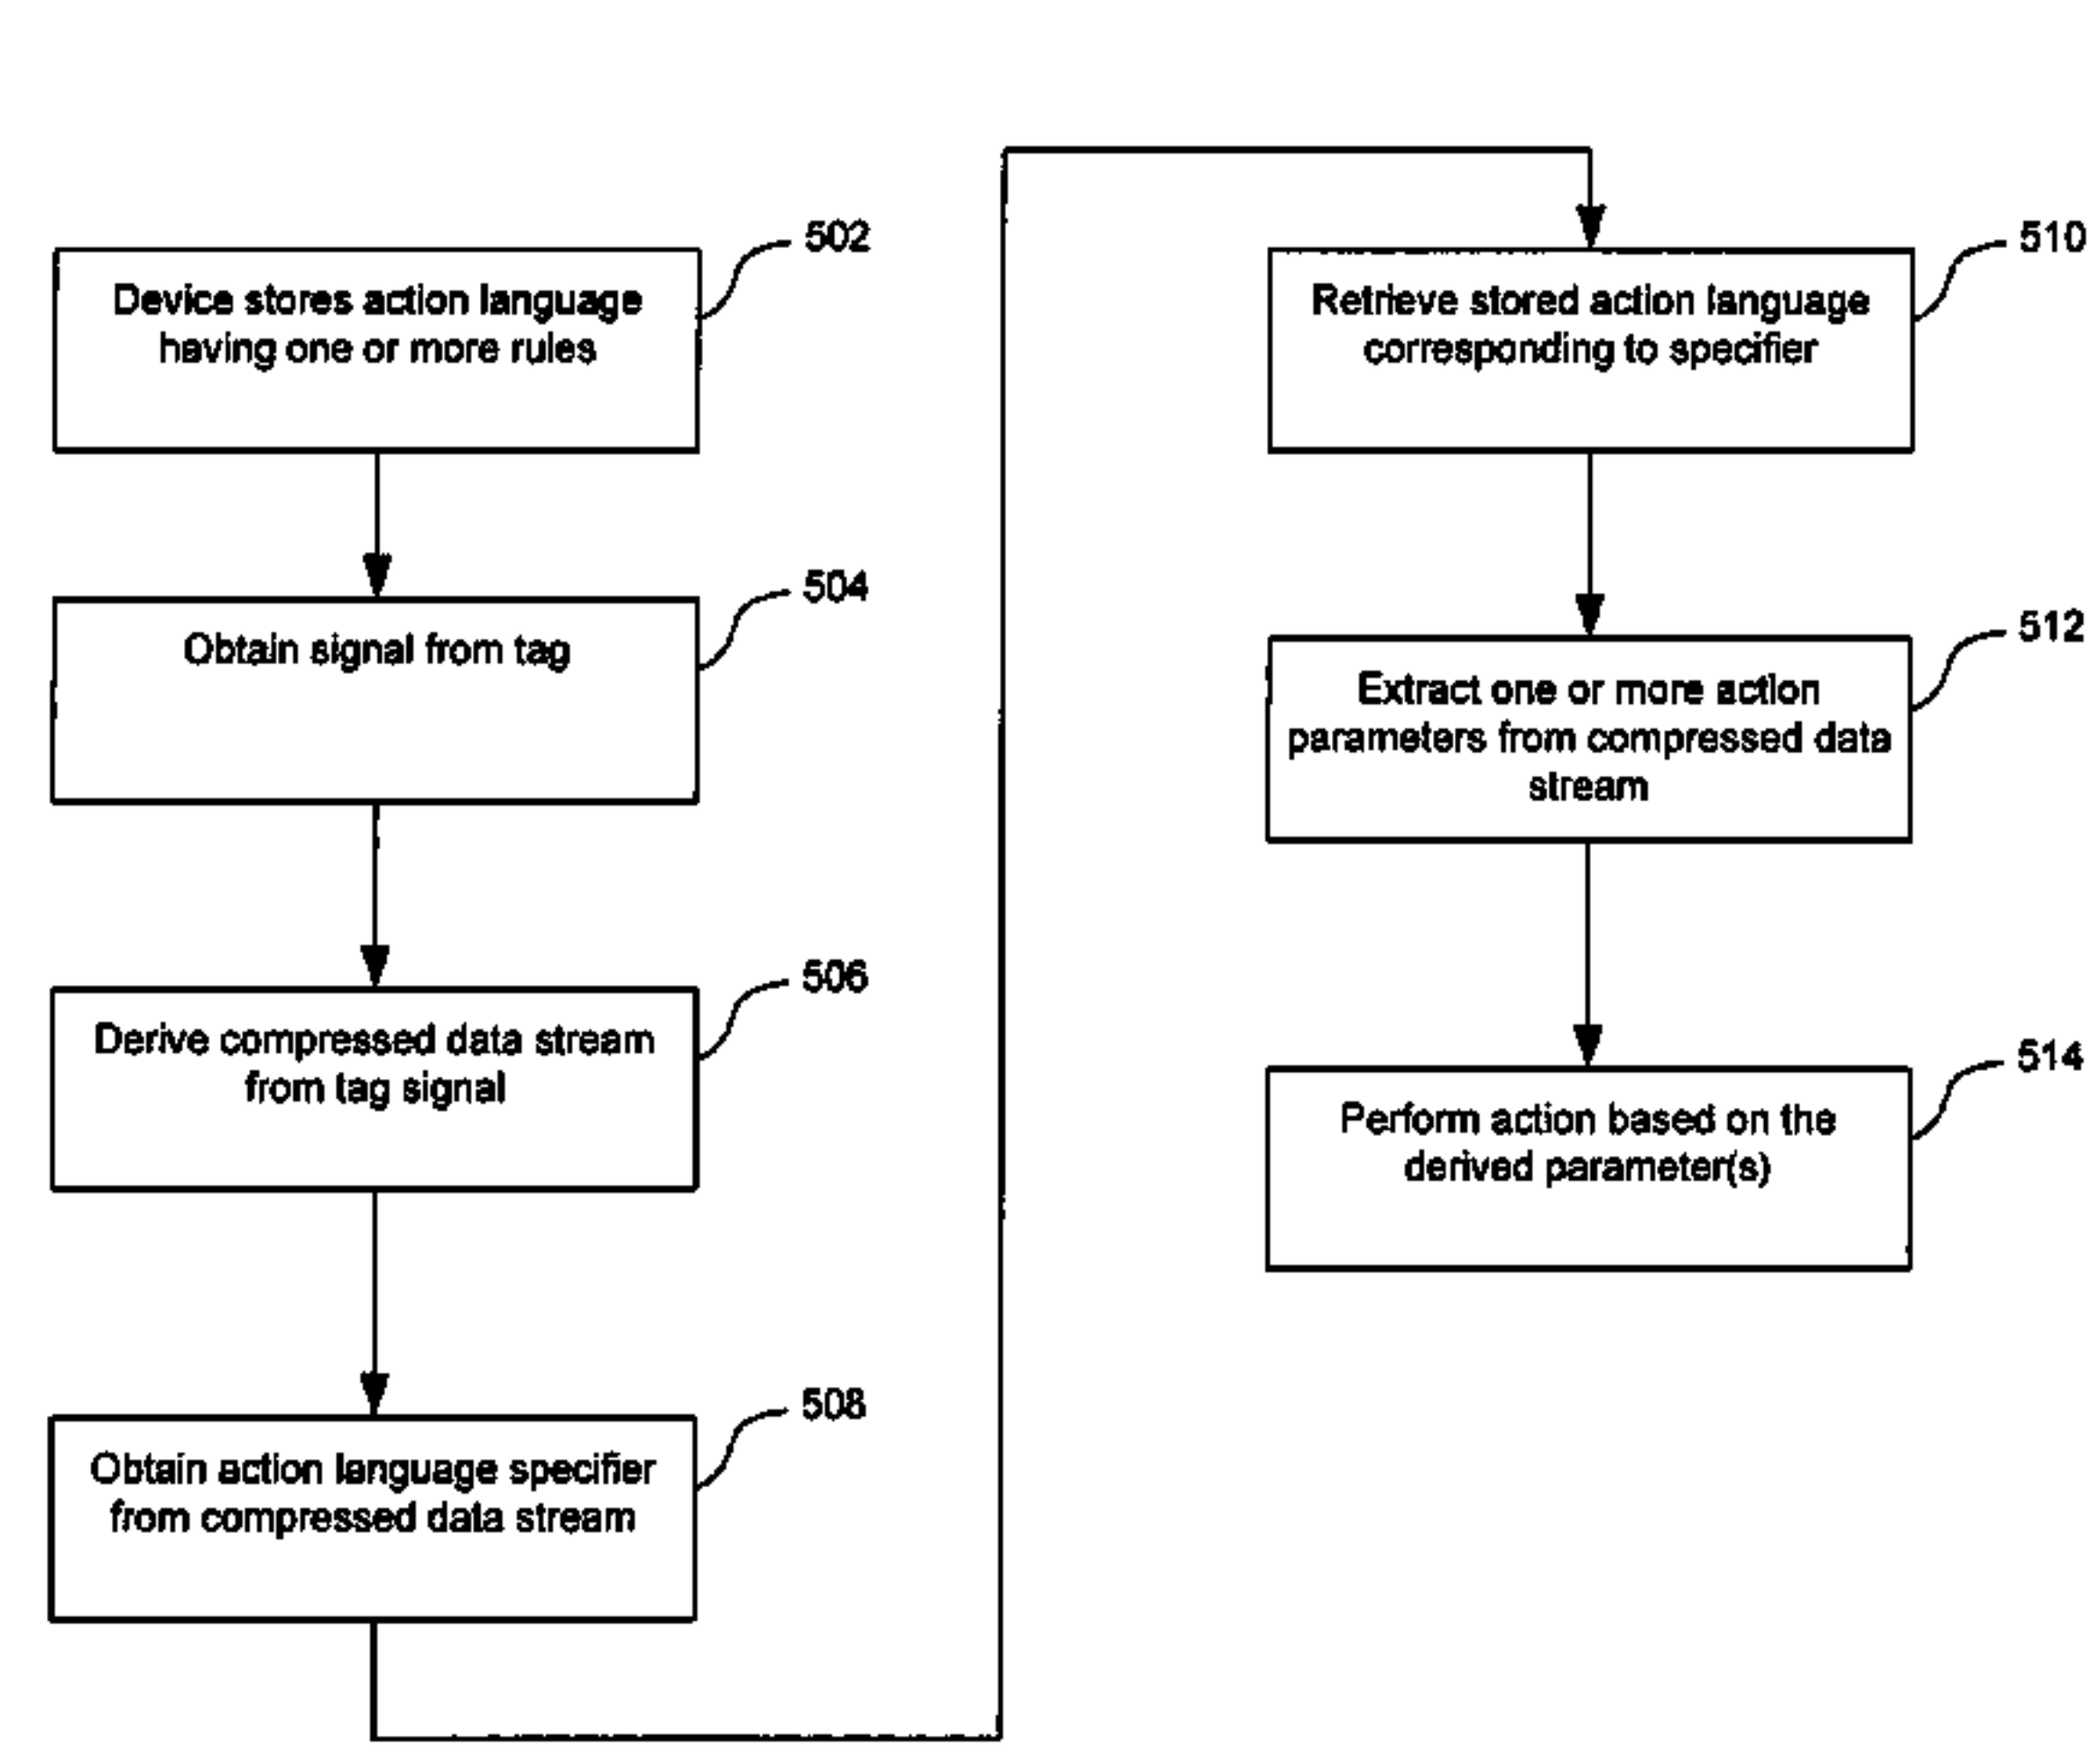 502
Device stores action language
having one or more rules
504
Obtain signal from tag
506
Derive compressed data stream
from tag signal
508
Obtain action language specifier
from compressed data stream
510
Retrieve stored action language
corresponding to specifier
512
Extract one or more action
parameters from compressed data
stream
514
Perform action based on the
derived parameter(s)